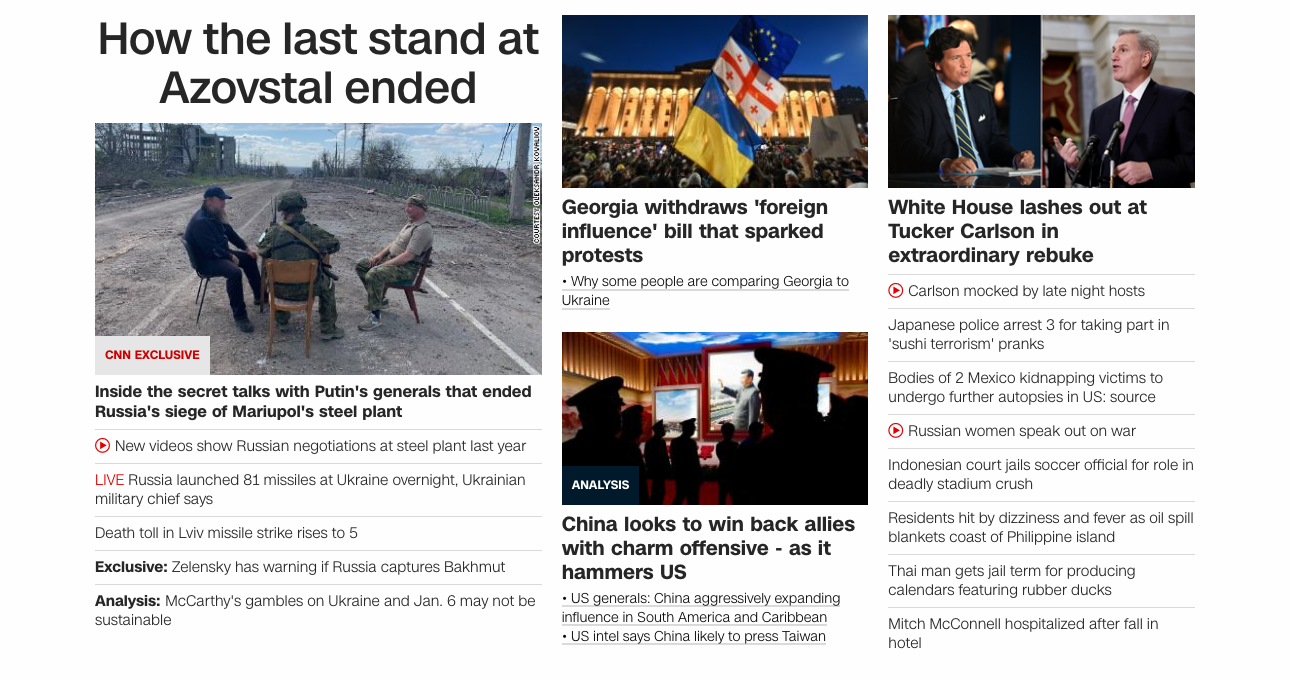 How the last stand at
Azovstal ended
COURTESY OLEKSANDR KOVALIOV
CNN EXCLUSIVE
Inside the secret talks with Putin's generals that ended
Russia's siege of Mariupol's steel plant
New videos show Russian negotiations at steel plant last year
LIVE Russia launched 81 missiles at Ukraine overnight, Ukrainian
military chief says
Death toll in Lviv missile strike rises to 5
Exclusive: Zelensky has warning if Russia captures Bakhmut
Analysis: McCarthy's gambles on Ukraine and Jan. 6 may not be
sustainable
Georgia withdraws 'foreign
influence' bill that sparked
protests
• Why some people are comparing Georgia to
Ukraine
ANALYSIS
China looks to win back allies
with charm offensive - as it
hammers US
• US generals: China aggressively expanding
influence in South America and Caribbean
• US intel says China likely to press Taiwan
White House lashes out at
Tucker Carlson in
extraordinary rebuke
Carlson mocked by late night hosts
Japanese police arrest 3 for taking part in
'sushi terrorism' pranks
Bodies of 2 Mexico kidnapping victims to
undergo further autopsies in US: source
Russian women speak out on war
Indonesian court jails soccer official for role in
deadly stadium crush
Residents hit by dizziness and fever as oil spill
blankets coast of Philippine island
Thai man gets jail term for producing
calendars featuring rubber ducks
Mitch McConnell hospitalized after fall in
hotel